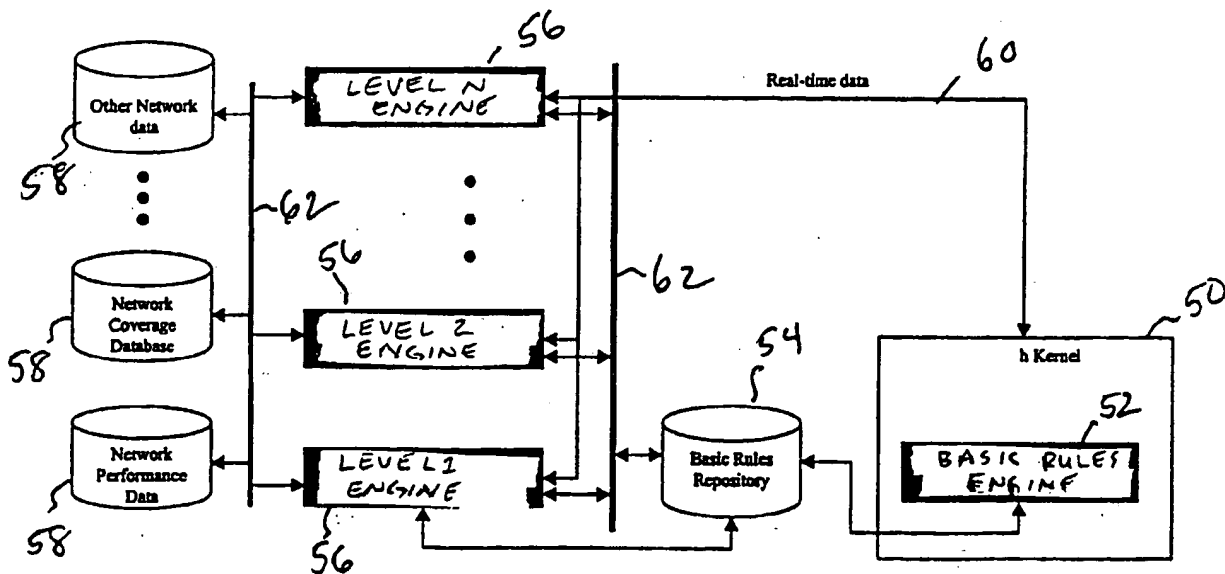 56
60
Other Network
data
LEVEL N
ENGINE
Real-time data
58
62
56
62
Network
Coverage
Database
LEVEL 2
ENGINE
58
54
50
h Kernel
52
Network
Performance
Data
LEVEL 1
ENGINE
Basic Rules
Repository
BASIC RULES
ENGINE
58
56